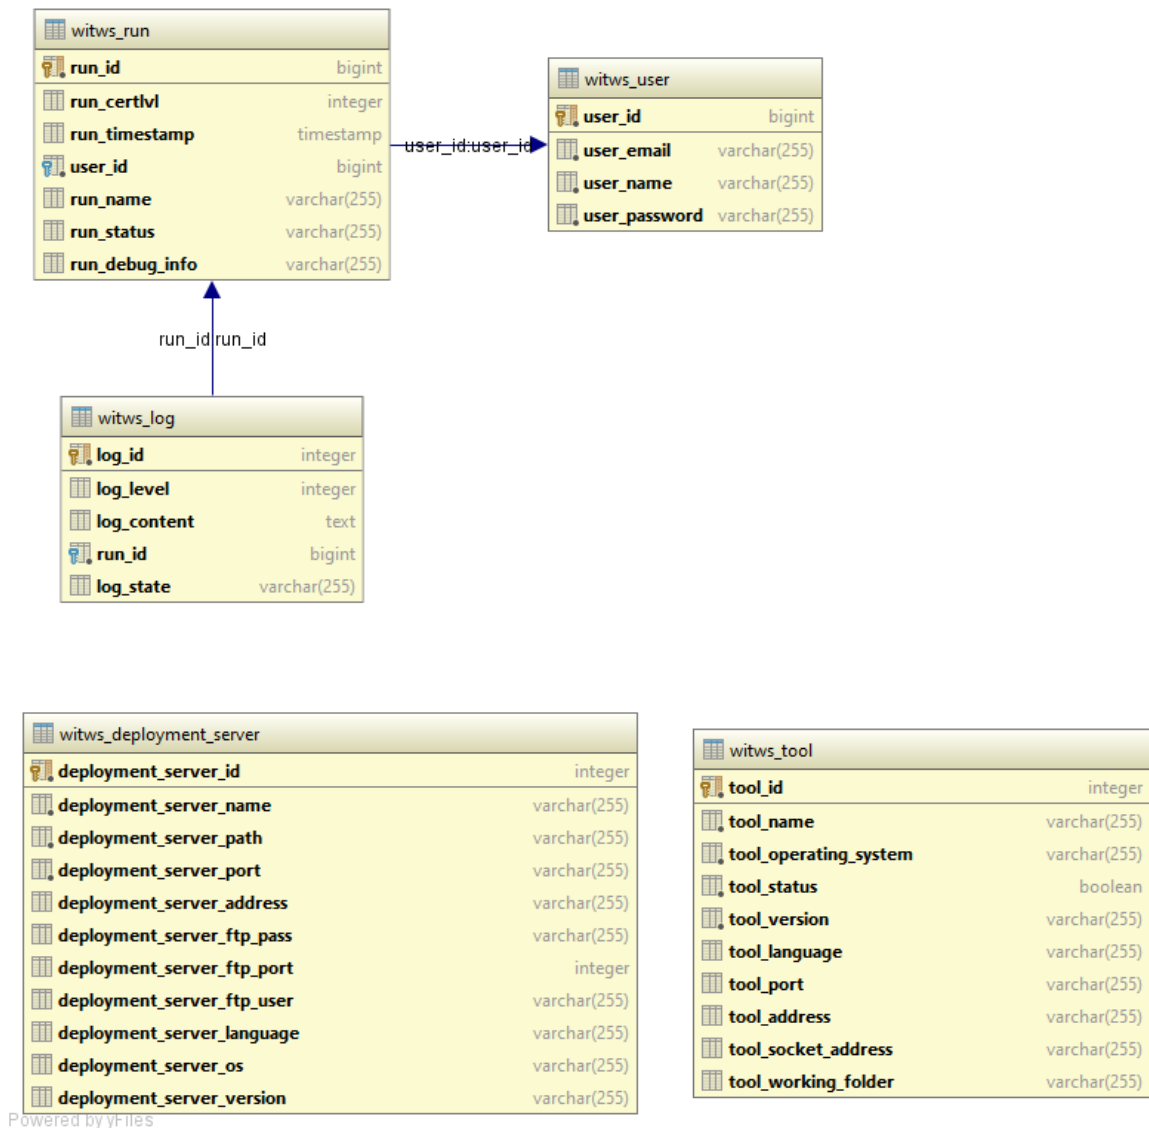 witws_run
run_id bigint
run_certlvl integer
run_timestamp timestamp
user_id bigint
run_name varchar(255)
run_status varchar(255)
run_debug_info varchar(255)
user_id:user_id
witws_user
user_id bigint
user_email varchar(255)
user_name varchar(255)
user_password varchar(255)
run_id:run_id
witws_log
log_id integer
log_level integer
log_content text
run_id bigint
log_state varchar(255)
witws_deployment_server
deployment_server_id integer
deployment_server_name varchar(255)
deployment_server_path varchar(255)
deployment_server_port varchar(255)
deployment_server_address varchar(255)
deployment_server_ftp_pass varchar(255)
deployment_server_ftp_port integer
deployment_server_ftp_user varchar(255)
deployment_server_language varchar(255)
deployment_server_os varchar(255)
deployment_server_version varchar(255)
witws_tool
tool_id integer
tool_name varchar(255)
tool_operating_system varchar(255)
tool_status boolean
tool_version varchar(255)
tool_language varchar(255)
tool_port varchar(255)
tool_address varchar(255)
tool_socket_address varchar(255)
tool_working_folder varchar(255)
Powered by yFiles